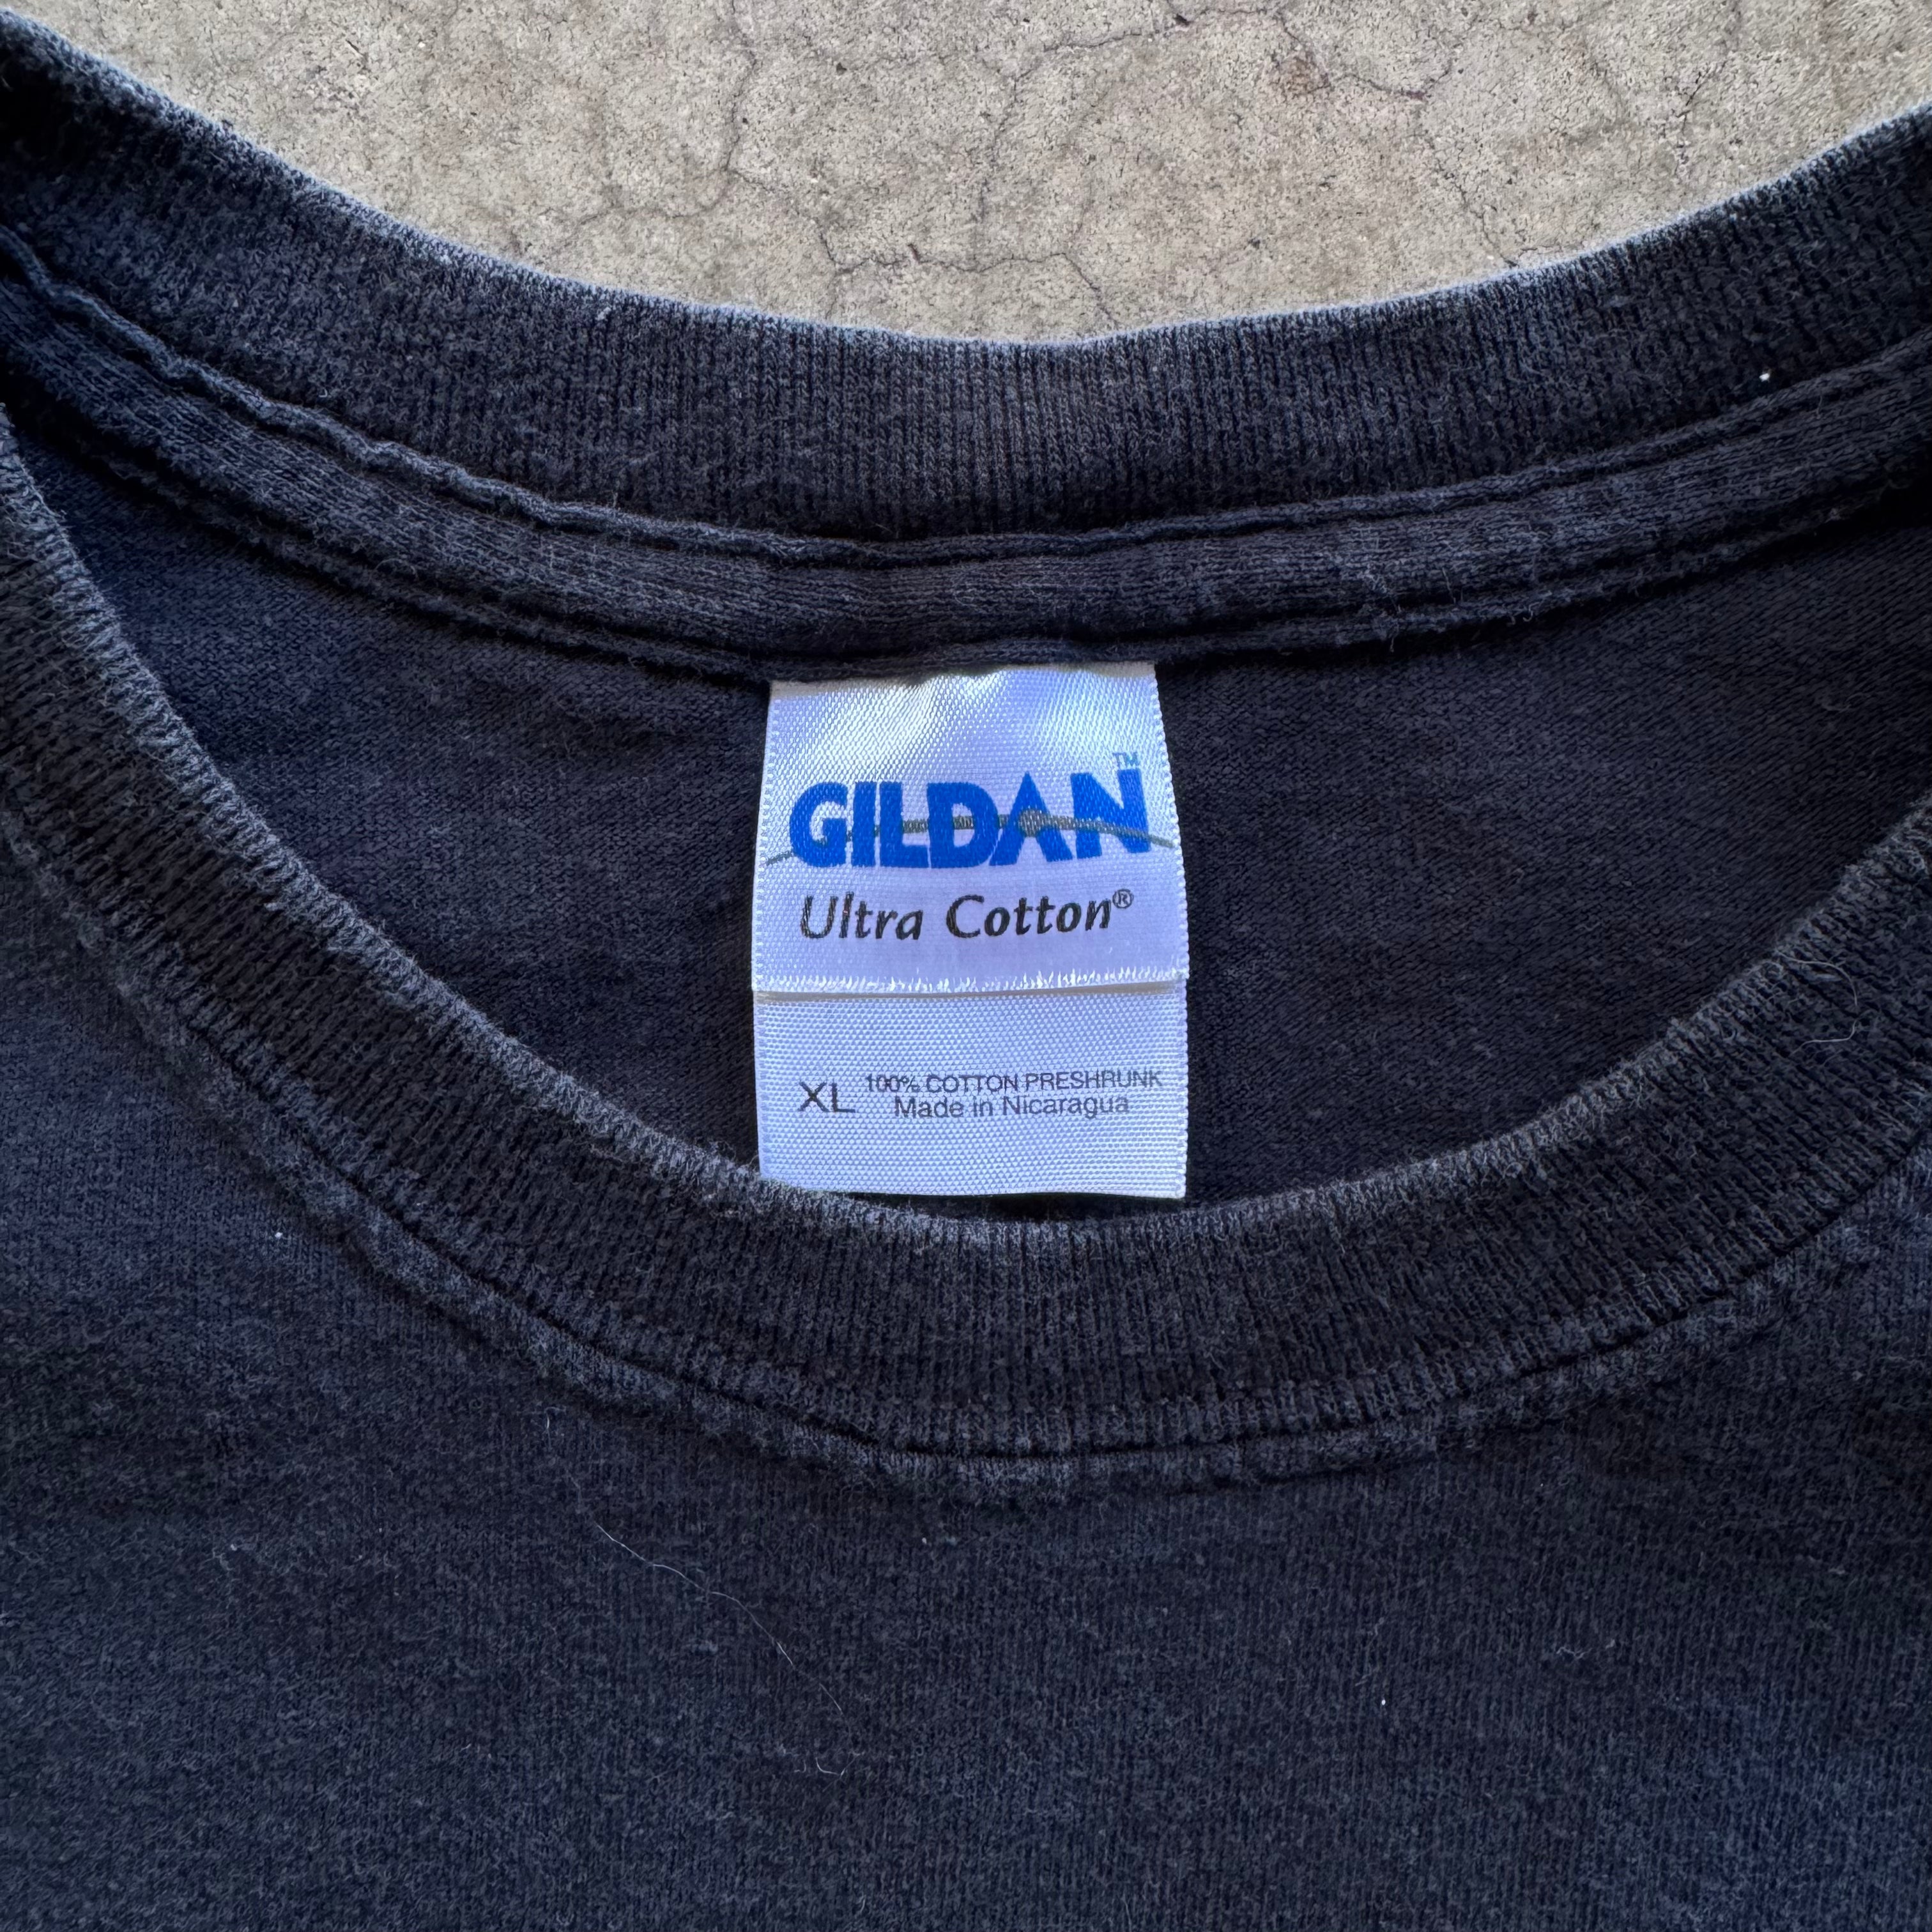 GILDAN™
Ultra Cotton®
XL 100% COTTON PRESHRUNK
Made in Nicaragua